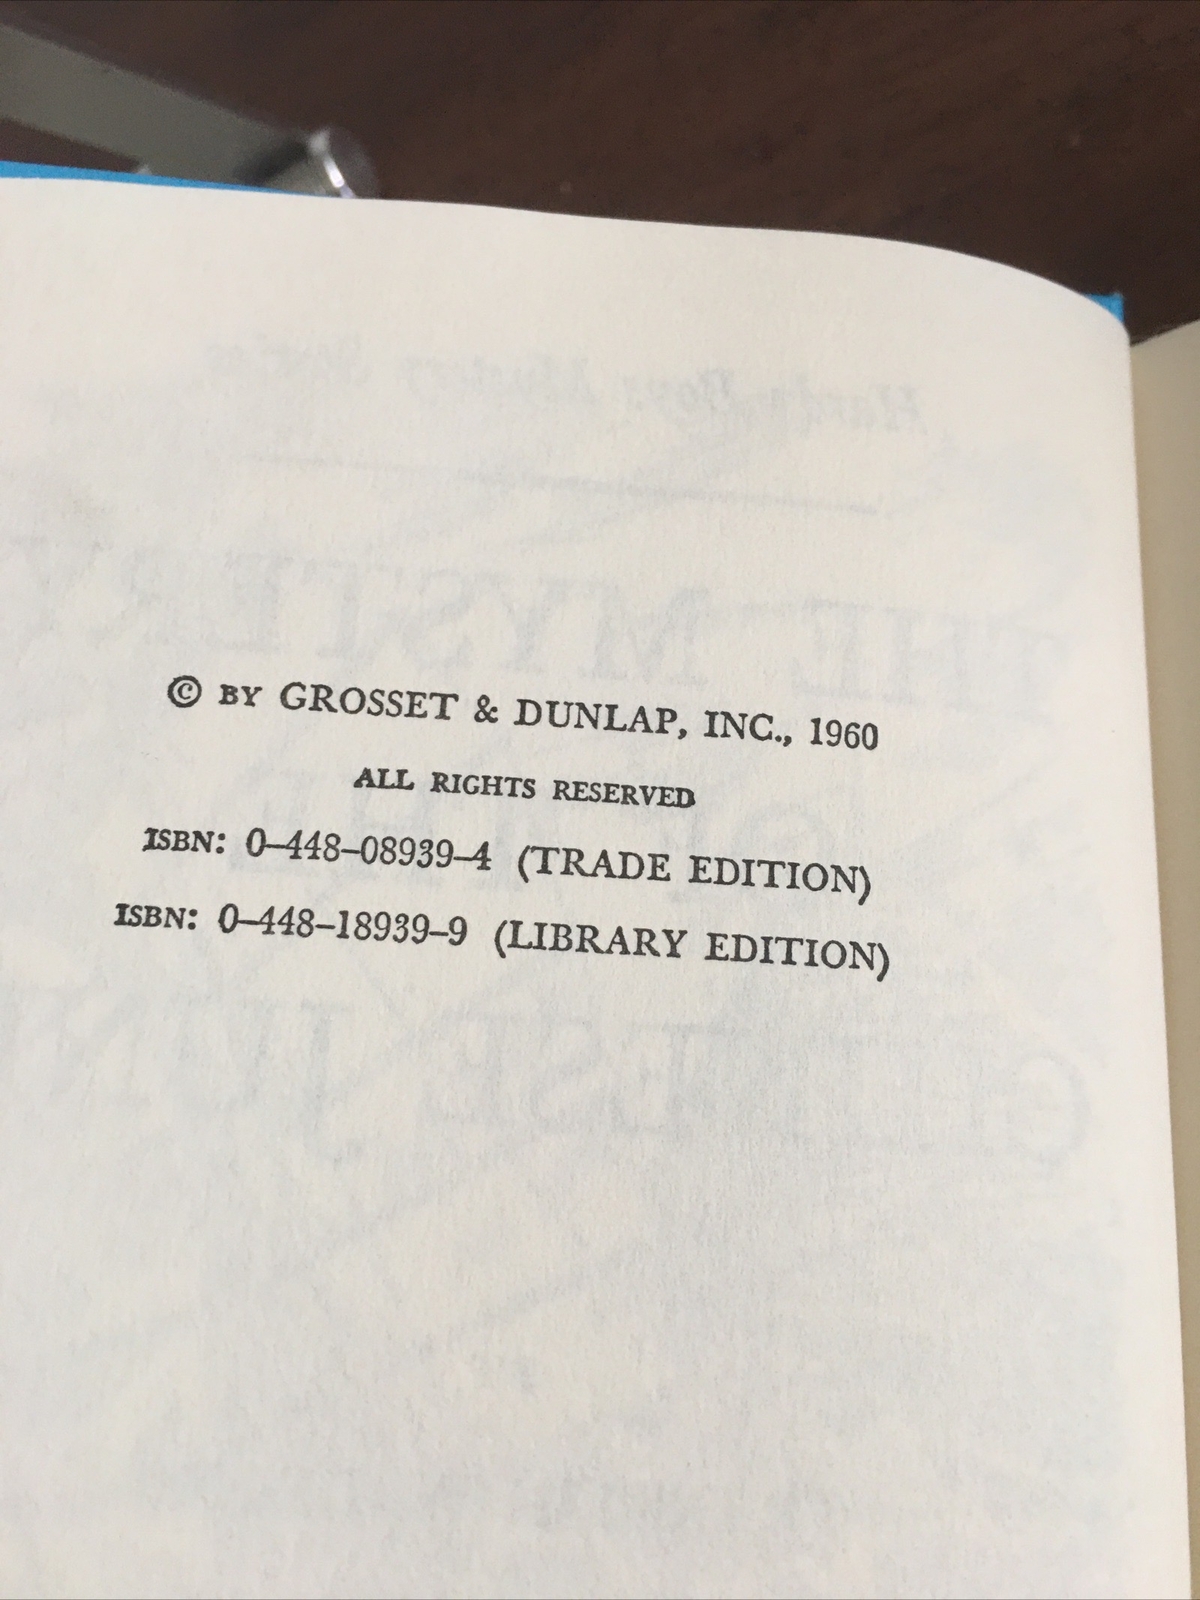 © BY GROSSET & DUNLAP, INC., 1960
ALL RIGHTS RESERVED
ISBN: 0-448-08939-4 (TRADE EDITION)
ISBN: 0-448-18939-9 (LIBRARY EDITION)